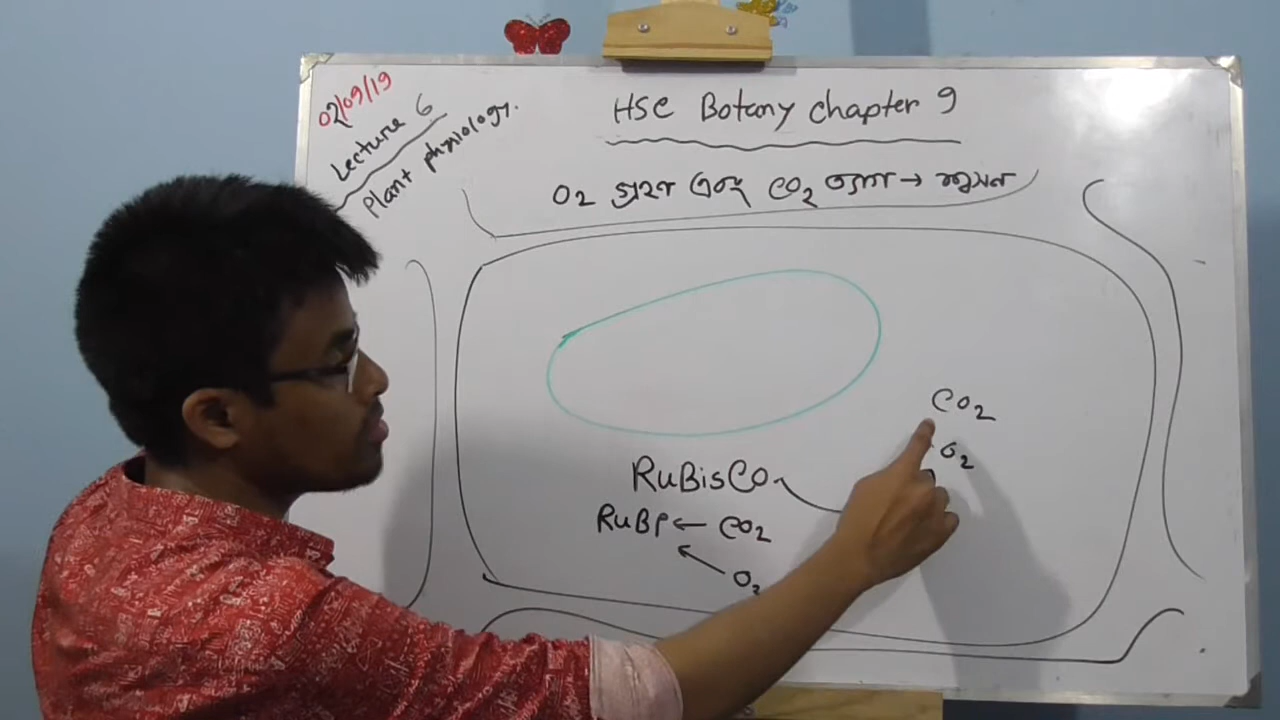 02/09/19
Lecture 6
Plant physiology.
HSC Botany Chapter 9
O2 গ্রহণ এবং CO2 ত্যাগ → শ্বসন
CO2
O2
RuBisCO
RuBP ← CO2
O2